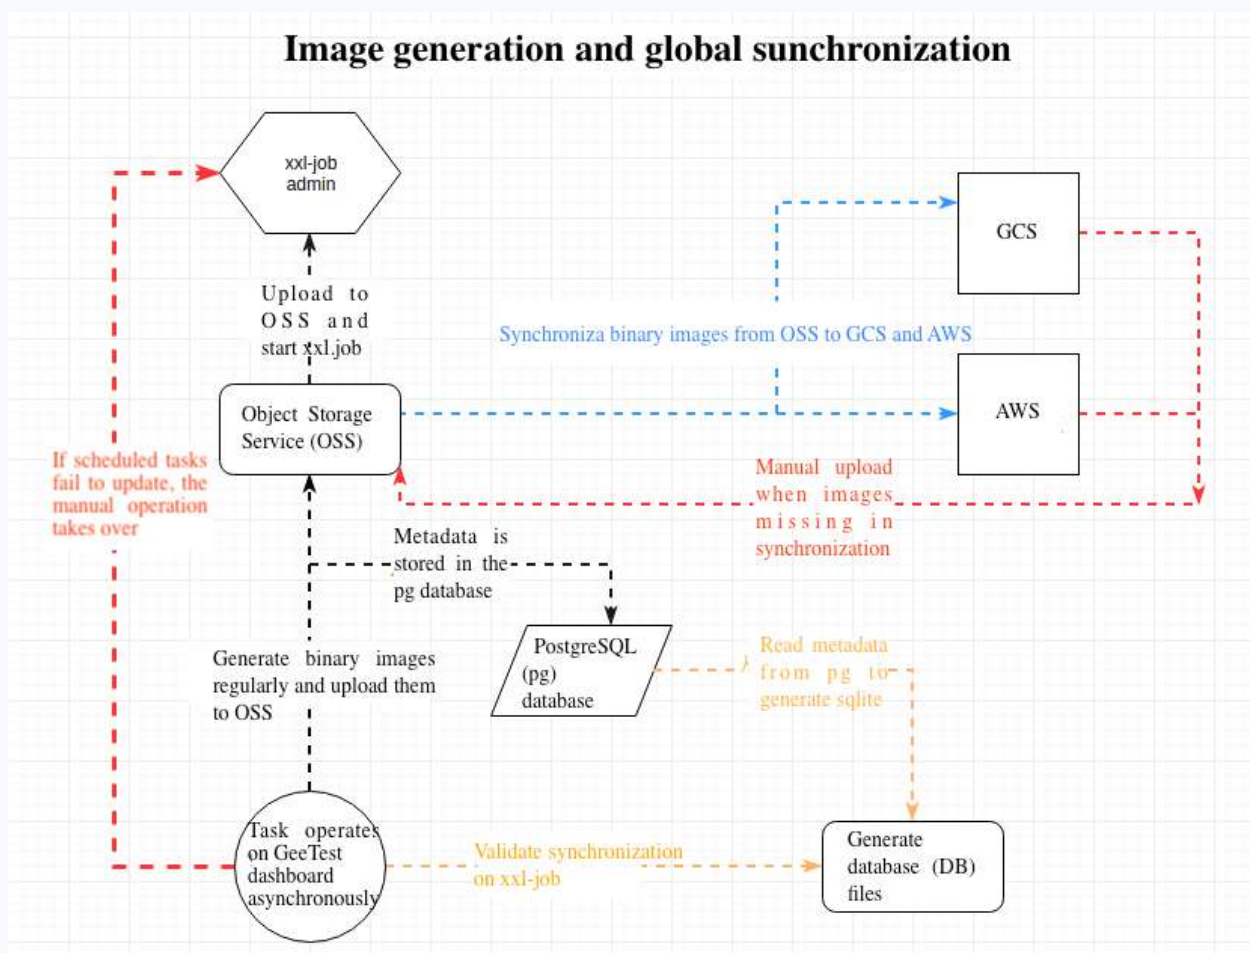 Image generation and global sunchronization
xxl-job
admin
GCS
Upload to
OSS and
start xxl.job
Synchroniza binary images from OSS to GCS and AWS
Object Storage
Service (OSS)
AWS
If scheduled tasks
fail to update, the
manual operation
takes over
Manual upload
when images
missing in
synchronization
Metadata is
stored in the
pg database
PostgreSQL
(pg)
database
Read metadata
from pg to
generate sqlite
Generate binary images
regularly and upload them
to OSS
Task operates
on GeeTest
dashboard
asynchronously
Validate synchronization
on xxl-job
Generate
database (DB)
files